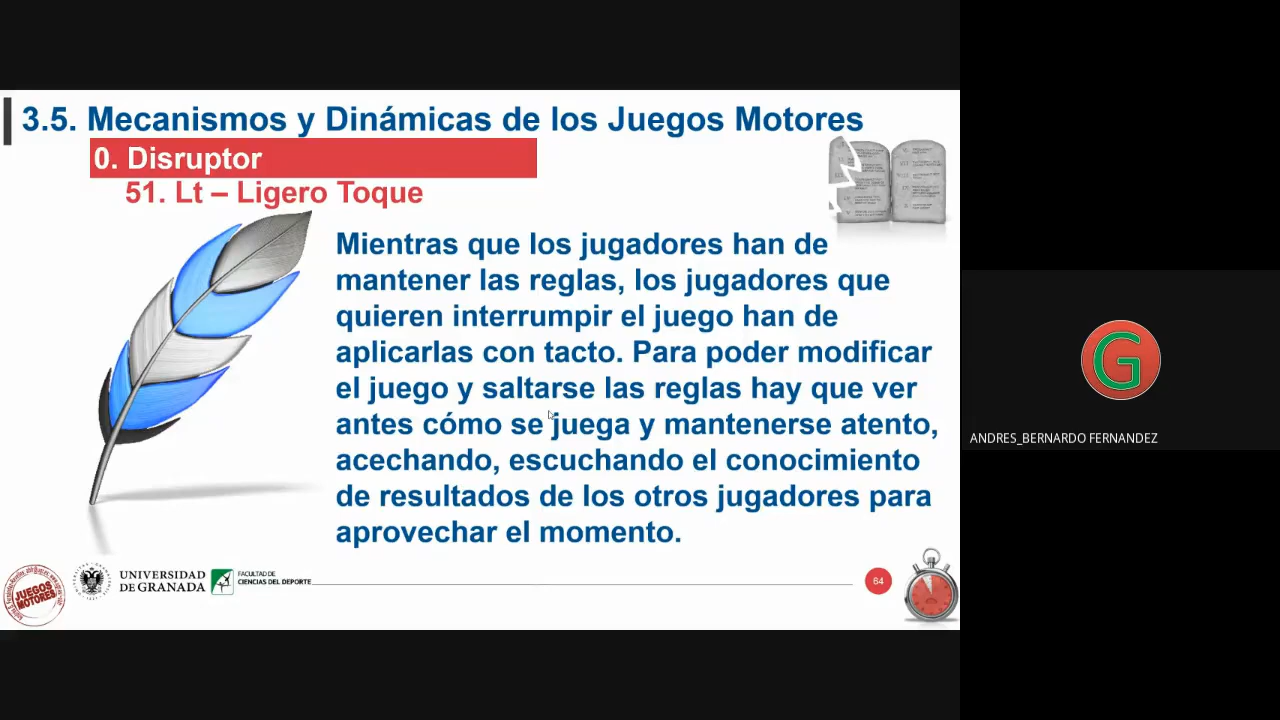 3.5. Mecanismos y Dinámicas de los Juegos Motores
0. Disruptor
51. Lt – Ligero Toque
Mientras que los jugadores han de
mantener las reglas, los jugadores que
quieren interrumpir el juego han de
aplicarlas con tacto. Para poder modificar
el juego y saltarse las reglas hay que ver
antes cómo se juega y mantenerse atento,
acechando, escuchando el conocimiento
de resultados de los otros jugadores para
aprovechar el momento.
JUEGOS
MOTORES
UNIVERSIDAD
DE GRANADA
FACULTAD DE
CIENCIAS DEL DEPORTE
64
G
ANDRES_BERNARDO FERNANDEZ